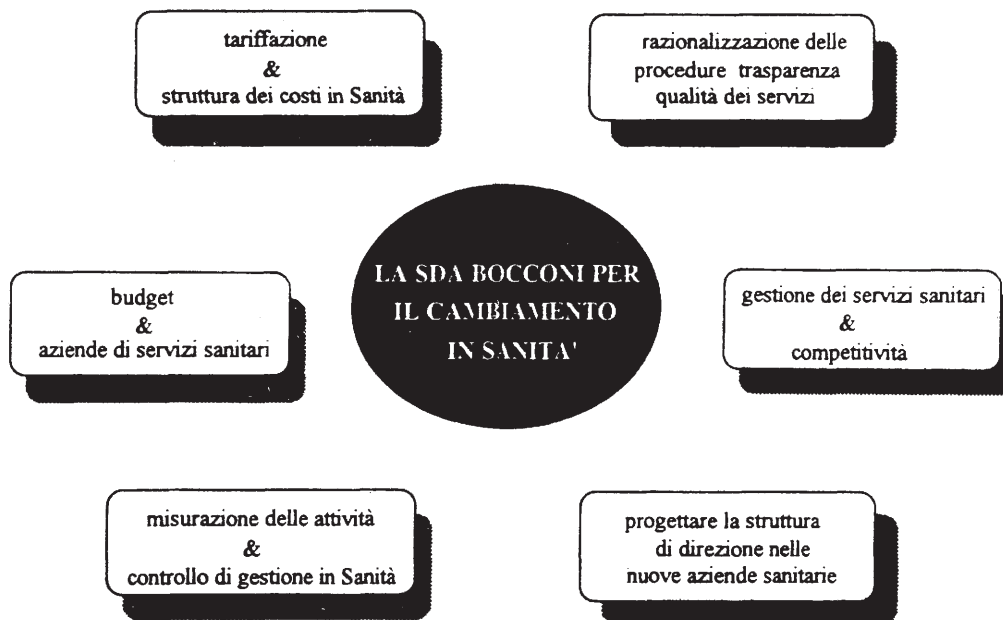 tariffazione
&
struttura dei costi in Sanità
razionalizzazione delle
procedure trasparenza
qualità dei servizi
LA SDA BOCCONI PER
IL CAMBIAMENTO
IN SANITA'
budget
&
aziende di servizi sanitari
gestione dei servizi sanitari
&
competitività
misurazione delle attività
&
controllo di gestione in Sanità
progettare la struttura
di direzione nelle
nuove aziende sanitarie